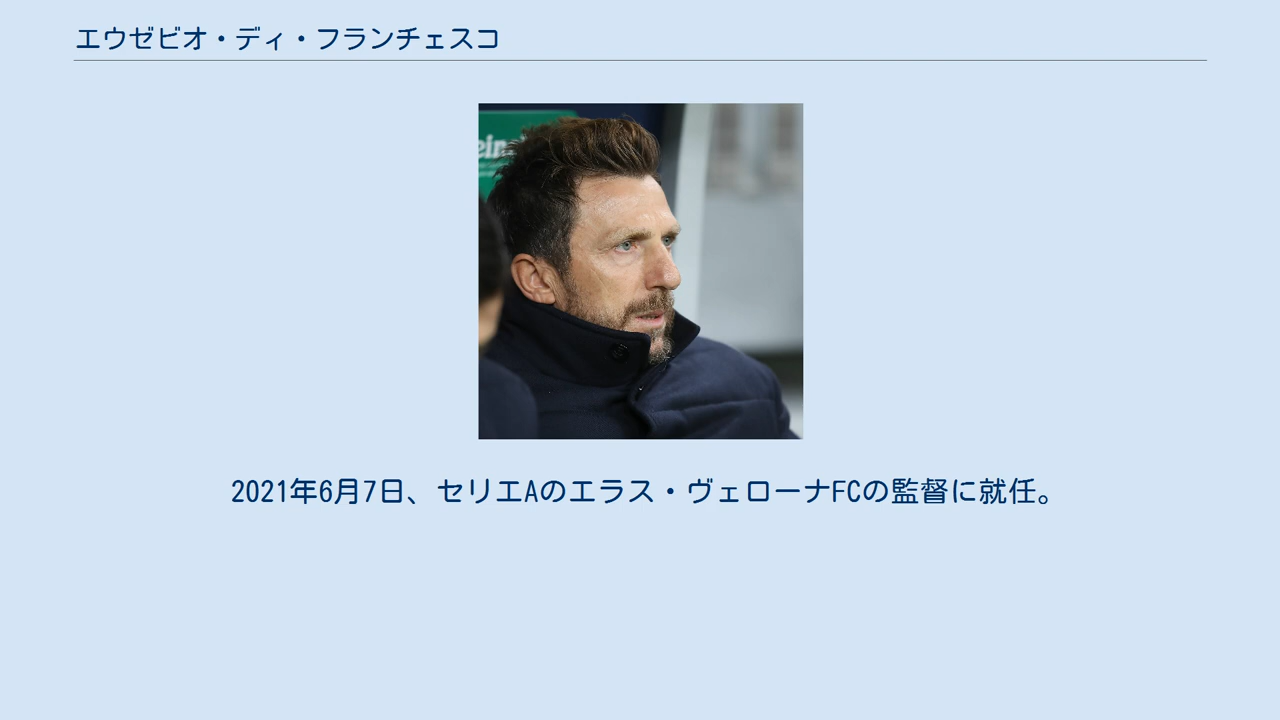 エウゼビオ・ディ・フランチェスコ
ein
2021年6月7日、セリエAのエラス・ヴェローナFCの監督に就任。